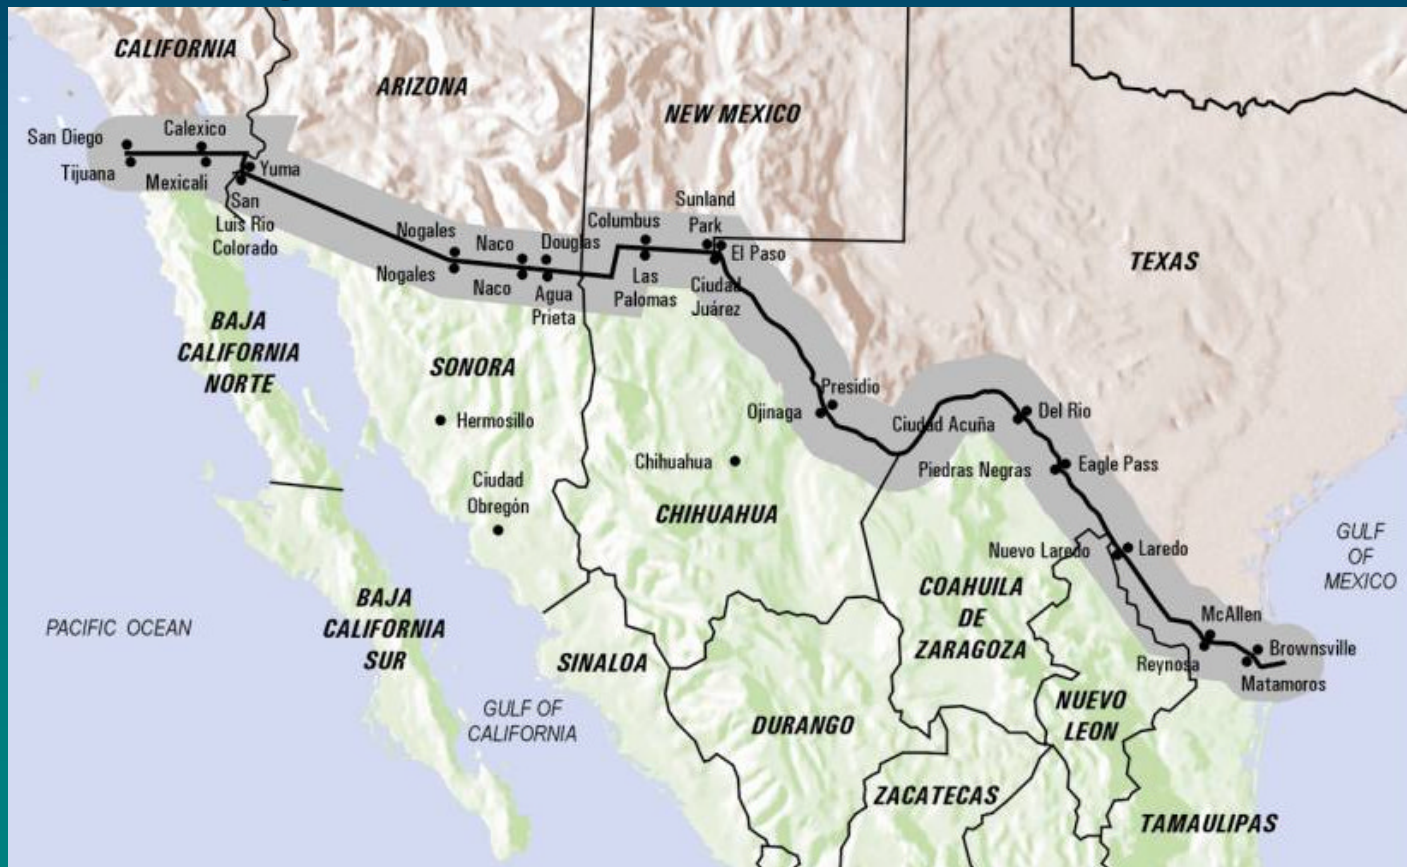 CALIFORNIA
ARIZONA
NEW MEXICO
San Diego
Calexico
Tijuana
Mexicali
Yuma
San
Luis Rio
Colorado
Nogales
Nogales
Naco
Naco
Douglas
Agua
Prieta
Columbus
Las
Palomas
Sunland
Park
El Paso
Ciudad
Juárez
TEXAS
BAJA
CALIFORNIA
NORTE
SONORA
Hermosillo
Ciudad
Obregón
Chihuahua
CHIHUAHUA
Presidio
Ojinaga
Ciudad Acuña
Del Rio
Piedras Negras
Eagle Pass
Nuevo Laredo
Laredo
GULF
OF
MEXICO
COAHUILA
DE
ZARAGOZA
McAllen
Reynosa
Brownsville
Matamoros
PACIFIC OCEAN
BAJA
CALIFORNIA
SUR
SINALOA
GULF OF
CALIFORNIA
DURANGO
NUEVO
LEON
ZACATECAS
TAMAULIPAS